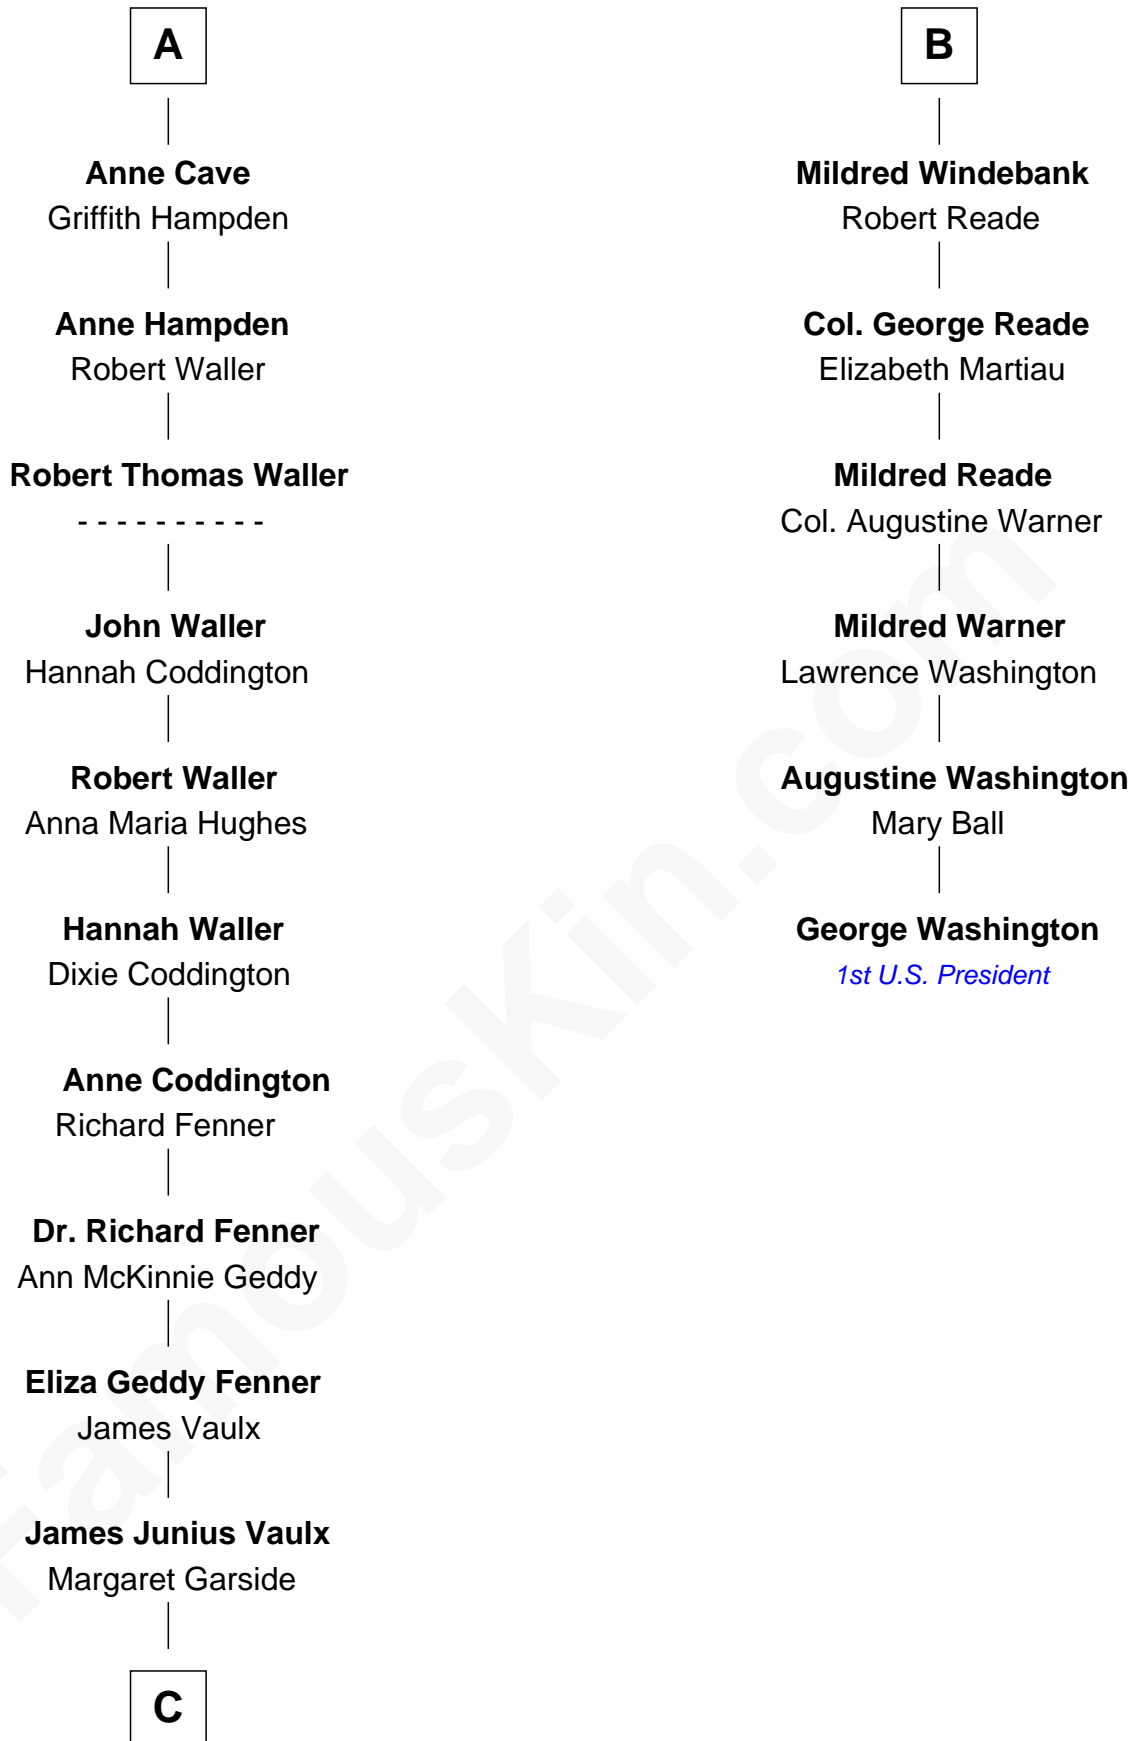 A
Anne Cave
Griffith Hampden
Anne Hampden
Robert Waller
Robert Thomas Waller
- - - - - - - - - -
John Waller
Hannah Coddington
Robert Waller
Anna Maria Hughes
Hannah Waller
Dixie Coddington
Anne Coddington
Richard Fenner
Dr. Richard Fenner
Ann McKinnie Geddy
Eliza Geddy Fenner
James Vaulx
James Junius Vaulx
Margaret Garside
C
B
Mildred Windebank
Robert Reade
Col. George Reade
Elizabeth Martiau
Mildred Reade
Col. Augustine Warner
Mildred Warner
Lawrence Washington
Augustine Washington
Mary Ball
George Washington
1st U.S. President
FamousKin.com